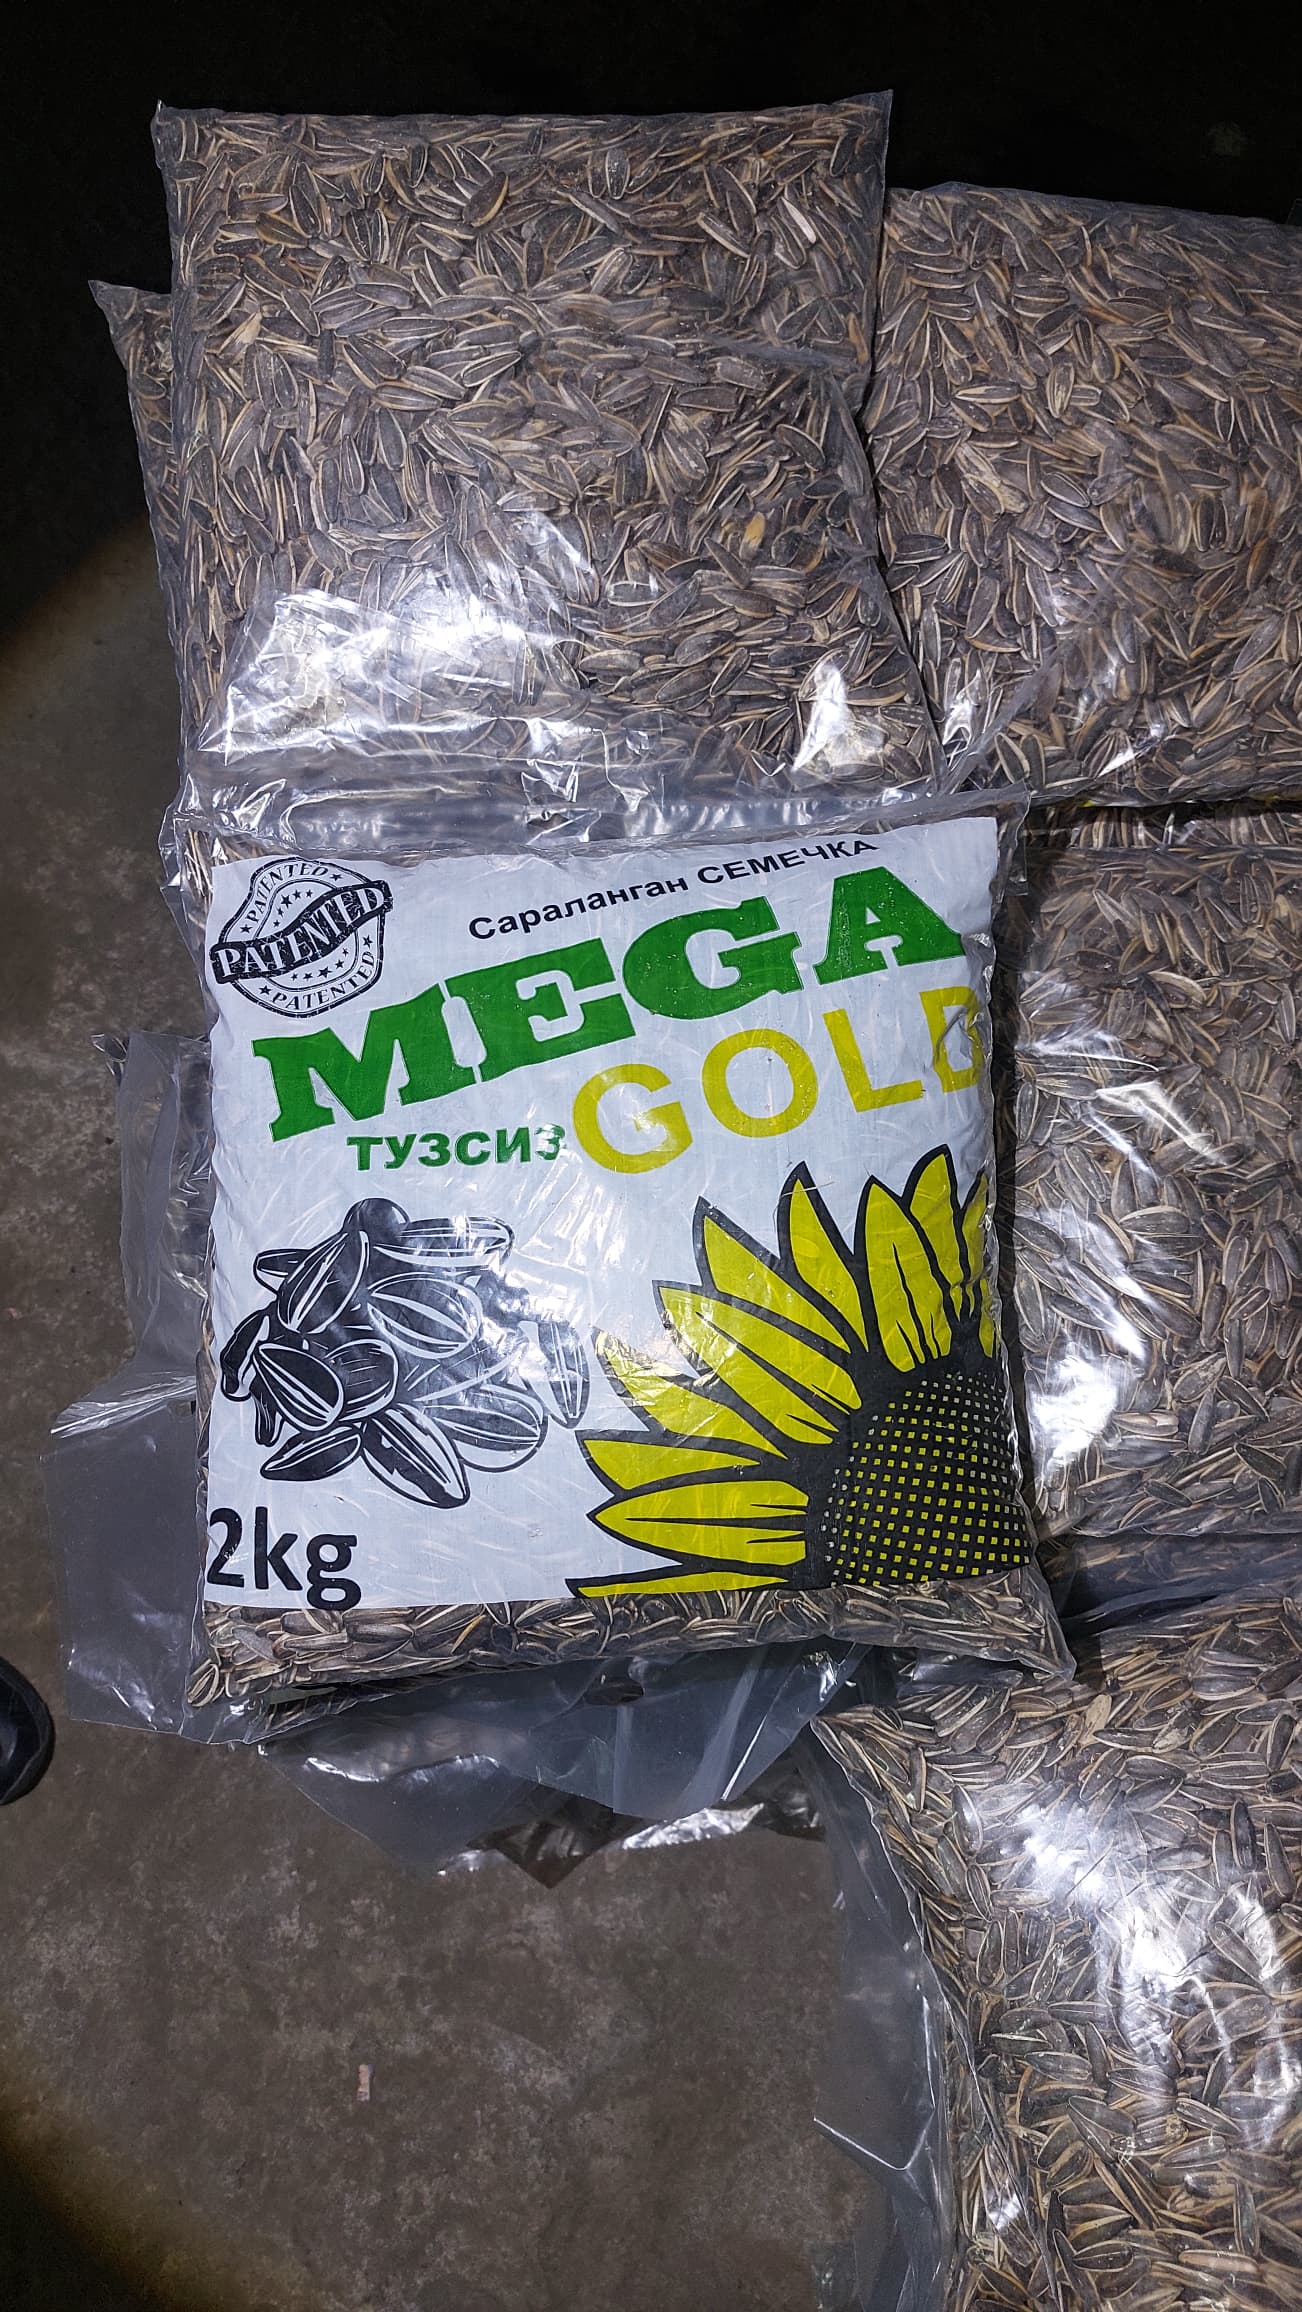 Сараланган СЕМЕЧКА
PATENTED
PATENTED
PATENTED
MEGA
GOLD
ТУЗСИЗ
2kg